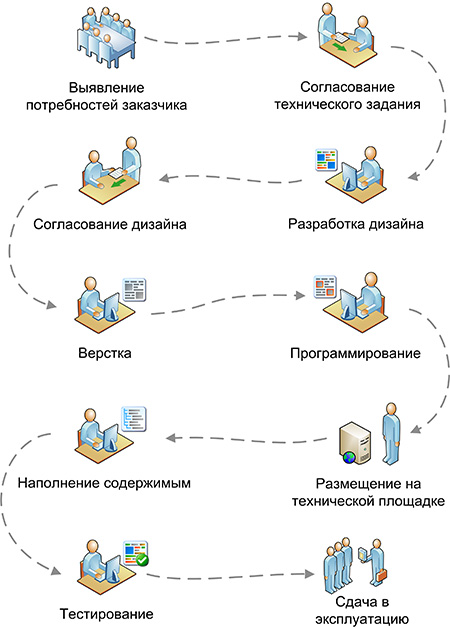 Выявление
потребностей заказчика
Согласование
технического задания
Разработка дизайна
Согласование дизайна
Верстка
Программирование
Размещение на
технической площадке
Наполнение содержимым
Тестирование
Сдача в
эксплуатацию